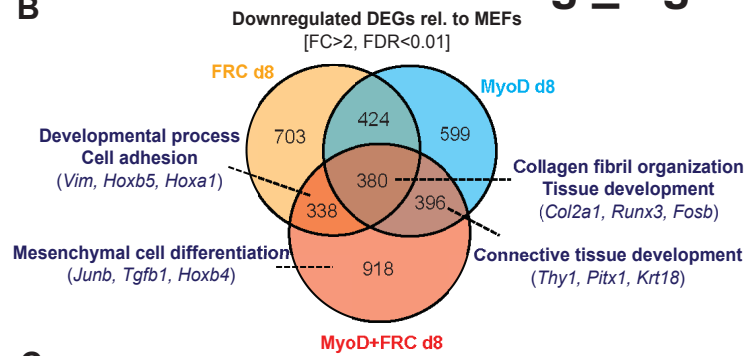 B
Downregulated DEGs rel. to MEFs
[FC>2, FDR<0.01]
FRC d8
MyoD d8
703
424
599
Developmental process
Cell adhesion
(Vim, Hoxb5, Hoxa1)
380
338
396
Collagen fibril organization
Tissue development
(Col2a1, Runx3, Fosb)
Mesenchymal cell differentiation
(Junb, Tgfb1, Hoxb4)
918
Connective tissue development
(Thy1, Pitx1, Krt18)
MyoD+FRC d8